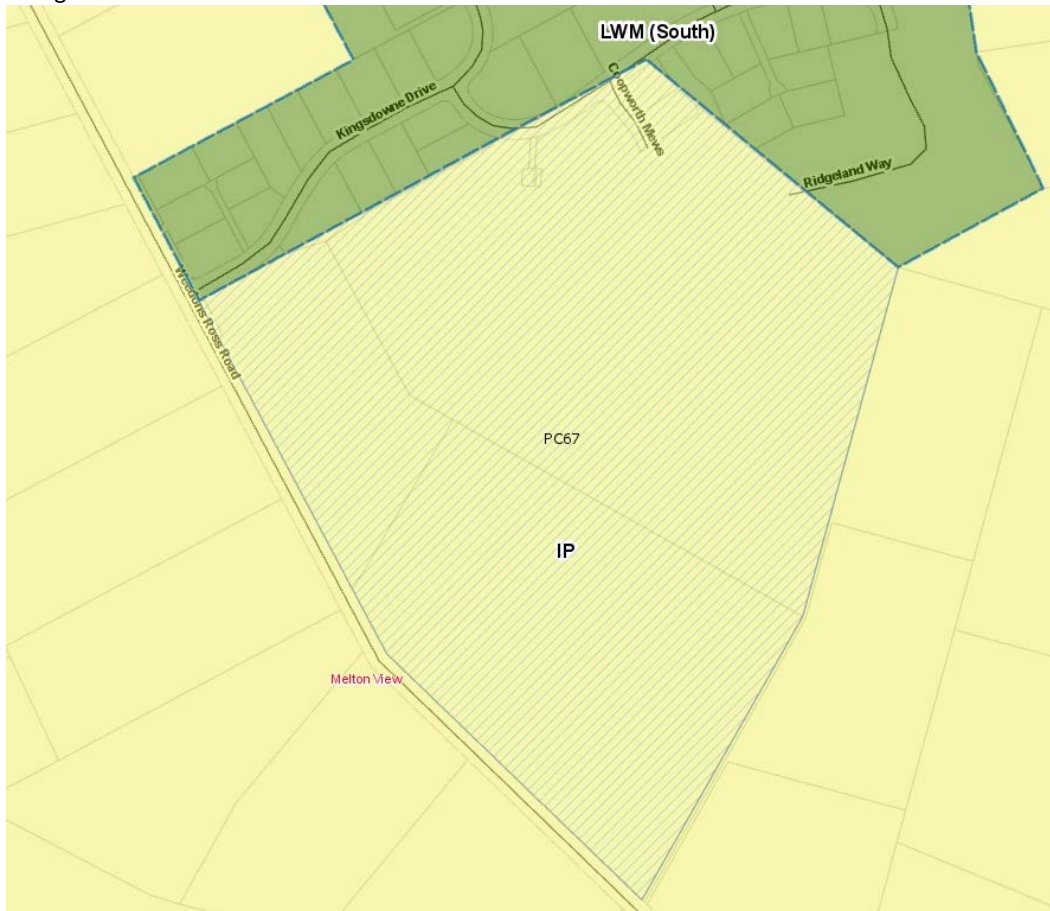 LWM (South)
Coopworth Mews
Kingsdowne Drive
Ridgeland Way
Weedons Ross Road
PC67
IP
Melton View